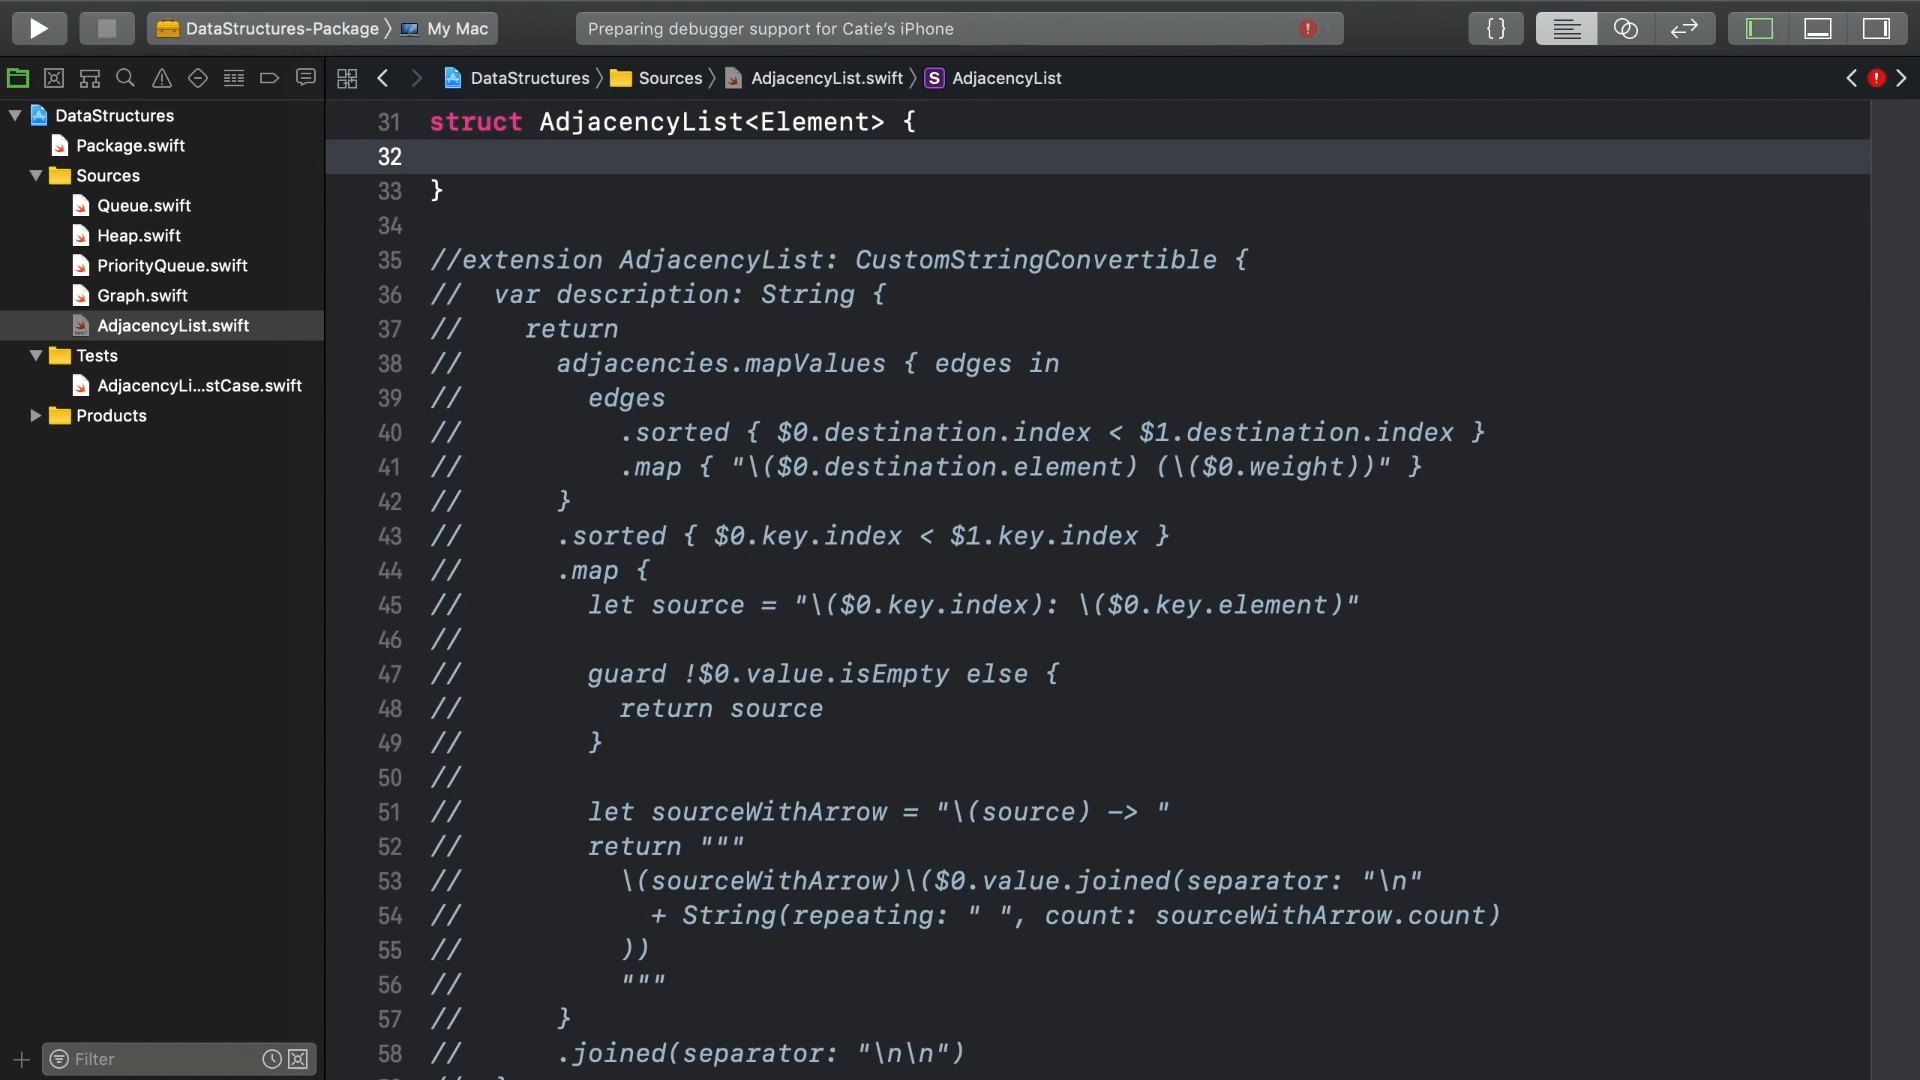 DataStructures-Package 〉 My Mac
Preparing debugger support for Catie's iPhone
{}
DataStructures 〉 Sources 〉 AdjacencyList.swift 〉 S AdjacencyList
DataStructures
Package.swift
Sources
Queue.swift
Heap.swift
PriorityQueue.swift
Graph.swift
AdjacencyList.swift
Tests
AdjacencyLi...stCase.swift
Products
Filter
31 struct AdjacencyList<Element> {
32
33 }
34
35 //extension AdjacencyList: CustomStringConvertible {
36 //  var description: String {
37 //    return
38 //      adjacencies.mapValues { edges in
39 //        edges
40 //          .sorted { $0.destination.index < $1.destination.index }
41 //          .map { "\($0.destination.element) (\($0.weight))" }
42 //      }
43 //      .sorted { $0.key.index < $1.key.index }
44 //      .map {
45 //        let source = "\($0.key.index): \($0.key.element)"
46 //
47 //        guard !$0.value.isEmpty else {
48 //          return source
49 //        }
50 //
51 //        let sourceWithArrow = "\(source) -> "
52 //        return """
53 //          \(sourceWithArrow)\($0.value.joined(separator: "\n"
54 //            + String(repeating: " ", count: sourceWithArrow.count)
55 //          ))
56 //          """
57 //      }
58 //      .joined(separator: "\n\n")